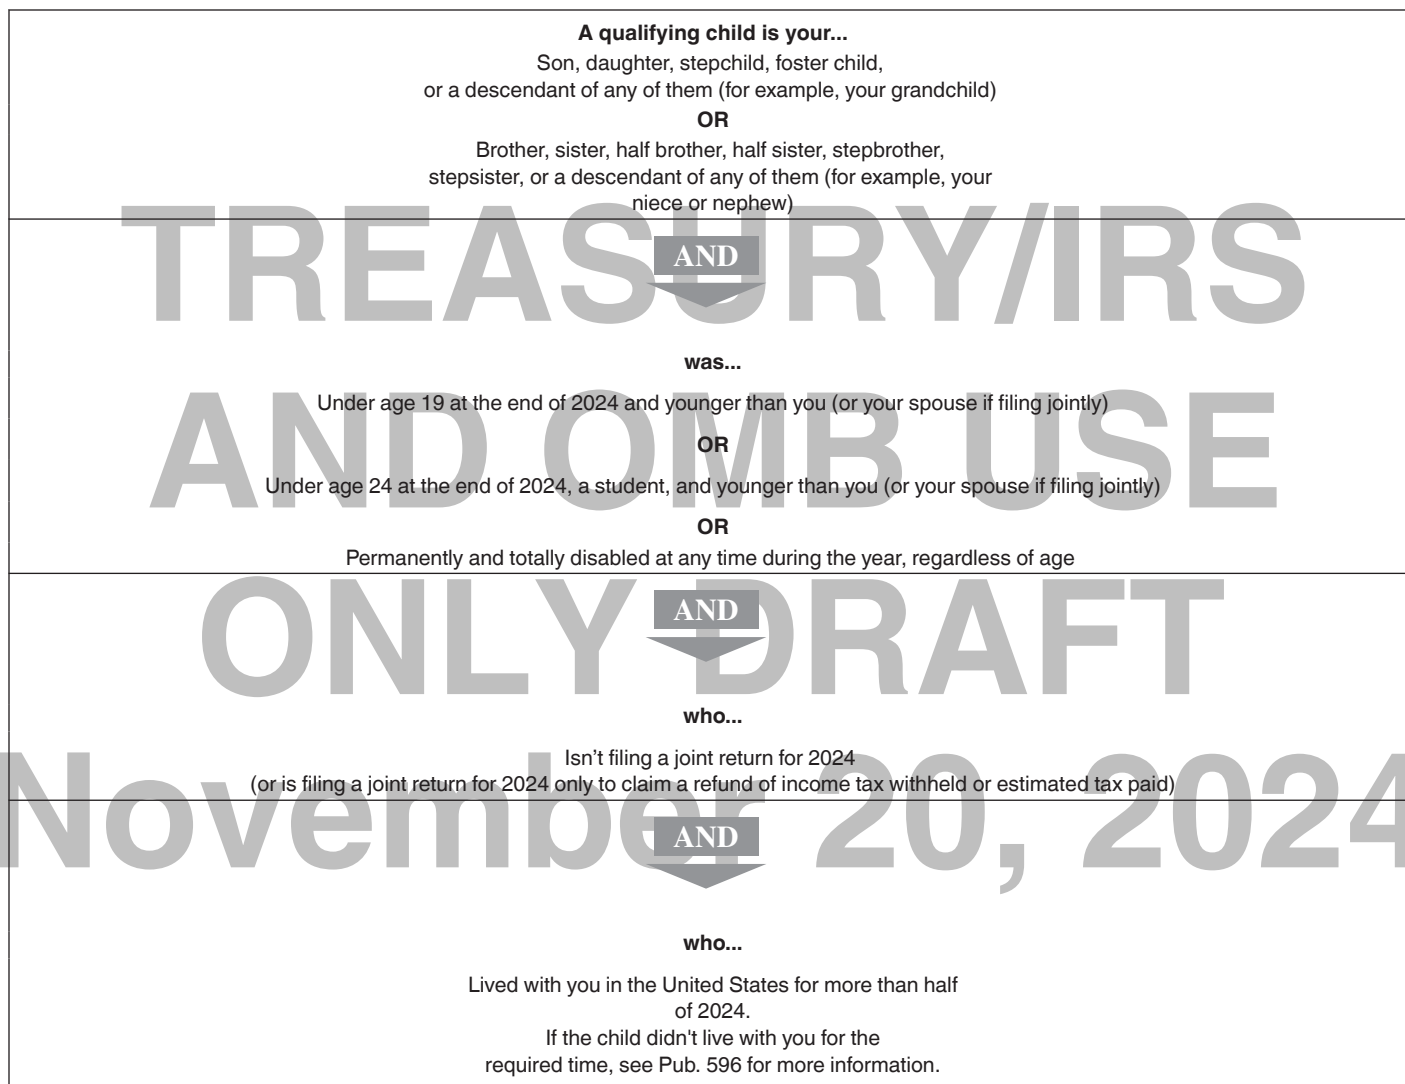 A qualifying child is your...
Son, daughter, stepchild, foster child,
or a descendant of any of them (for example, your grandchild)
OR
Brother, sister, half brother, half sister, stepbrother,
stepsister, or a descendant of any of them (for example, your
niece or nephew)
TREASURY/IRS
AND
was...
Under age 19 at the end of 2024 and younger than you (or your spouse if filing jointly)
AND OMB USE
OR
Under age 24 at the end of 2024, a student, and younger than you (or your spouse if filing jointly)
OR
Permanently and totally disabled at any time during the year, regardless of age
ONLY DRAFT
AND
who...
Isn’t filing a joint return for 2024
(or is filing a joint return for 2024 only to claim a refund of income tax withheld or estimated tax paid)
November 20, 2024
AND
who...
Lived with you in the United States for more than half
of 2024.
If the child didn't live with you for the
required time, see Pub. 596 for more information.